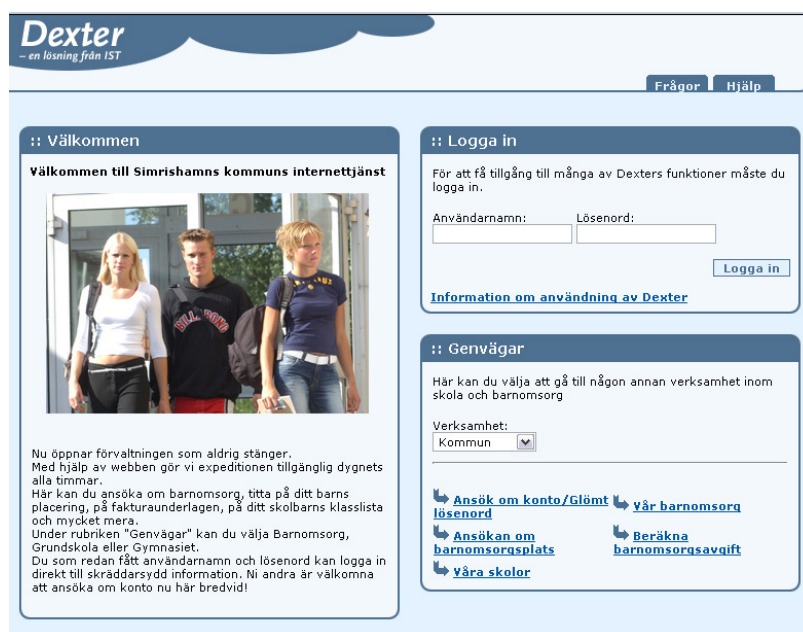 Dexter
– en lösning från IST
Frågor
Hjälp
:: Välkommen
Välkommen till Simrishamns kommuns internettjänst
BILLABONG
Nu öppnar förvaltningen som aldrig stänger.
Med hjälp av webben gör vi expeditionen tillgänglig dygnets
alla timmar.
Här kan du ansöka om barnomsorg, titta på ditt barns
placering, på fakturaunderlagen, på ditt skolbarns klasslista
och mycket mera.
Under rubriken "Genvägar" kan du välja Barnomsorg,
Grundskola eller Gymnasiet.
Du som redan fått användarnamn och lösenord kan logga in
direkt till skräddarsydd information. Ni andra är välkomna
att ansöka om konto nu här bredvid!
:: Logga in
För att få tillgång till många av Dexters funktioner måste du
logga in.
Användarnamn:
Lösenord:
Logga in
Information om användning av Dexter
:: Genvägar
Här kan du välja att gå till någon annan verksamhet inom
skola och barnomsorg
Verksamhet:
Kommun
Ansök om konto/Glömt
lösenord
Vår barnomsorg
Ansökan om
barnomsorgsplats
Beräkna
barnomsorgsavgift
Våra skolor